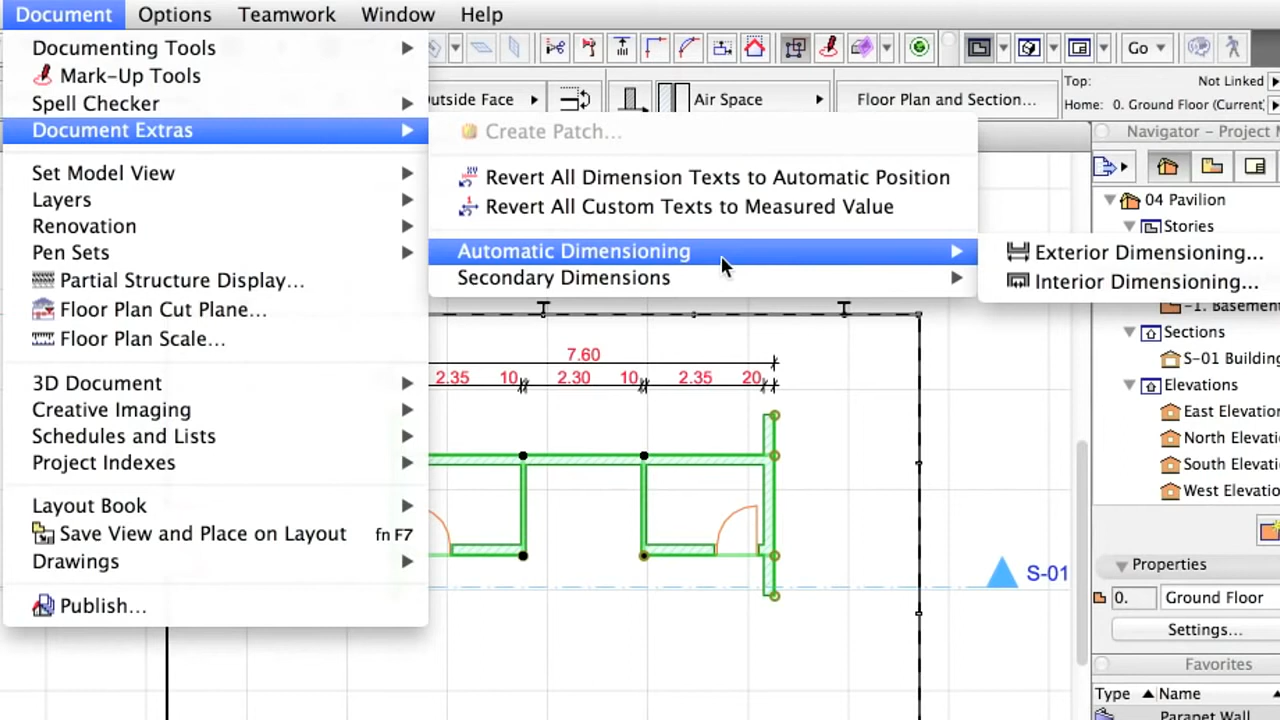 Document Options Teamwork Window Help
Documenting Tools
Mark-Up Tools
Spell Checker
Document Extras
Set Model View
Layers
Renovation
Pen Sets
Partial Structure Display...
Floor Plan Cut Plane...
Floor Plan Scale...
3D Document
Creative Imaging
Schedules and Lists
Project Indexes
Layout Book
Save View and Place on Layout fn F7
Drawings
Publish...
Go
utside Face
Air Space
Floor Plan and Section...
Top: Not Linked
Home: 0. Ground Floor (Current)
Create Patch...
Revert All Dimension Texts to Automatic Position
Revert All Custom Texts to Measured Value
Automatic Dimensioning
Secondary Dimensions
Exterior Dimensioning...
Interior Dimensioning...
7.60
2.35 10 2.30 10 2.35 20
S-01
Navigator - Project M
04 Pavilion
Stories
-1. Basement
Sections
S-01 Building
Elevations
East Elevatio
North Elevati
South Elevati
West Elevatio
Properties
0. Ground Floor
Settings...
Favorites
Type Name
Parapet Wall